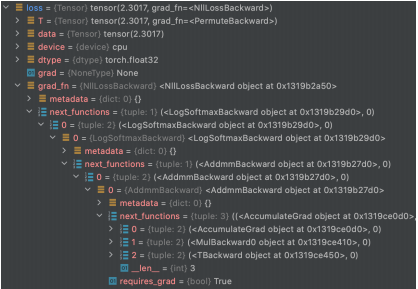 loss = {Tensor} tensor(2.3017, grad_fn=<NllLossBackward>)
T = {Tensor} tensor(2.3017, grad_fn=<PermuteBackward>)
data = {Tensor} tensor(2.3017)
device = {device} cpu
dtype = {dtype} torch.float32
grad = {NoneType} None
grad_fn = {NllLossBackward} <NllLossBackward object at 0x1319b2a50>
metadata = {dict: 0} {}
next_functions = {tuple: 1} (<LogSoftmaxBackward object at 0x1319b29d0>, 0)
0 = {tuple: 2} (<LogSoftmaxBackward object at 0x1319b29d0>, 0)
0 = {LogSoftmaxBackward} <LogSoftmaxBackward object at 0x1319b29d0>
metadata = {dict: 0} {}
next_functions = {tuple: 1} (<AddmmBackward object at 0x1319b27d0>, 0)
0 = {tuple: 2} (<AddmmBackward object at 0x1319b27d0>, 0)
0 = {AddmmBackward} <AddmmBackward object at 0x1319b27d0>
metadata = {dict: 0} {}
next_functions = {tuple: 3} ((<AccumulateGrad object at 0x1319ce0d0>,
0 = {tuple: 2} (<AccumulateGrad object at 0x1319ce0d0>, 0)
1 = {tuple: 2} (<MulBackward0 object at 0x1319ce410>, 0)
2 = {tuple: 2} (<TBackward object at 0x1319ce450>, 0)
__len__ = {int} 3
requires_grad = {bool} True